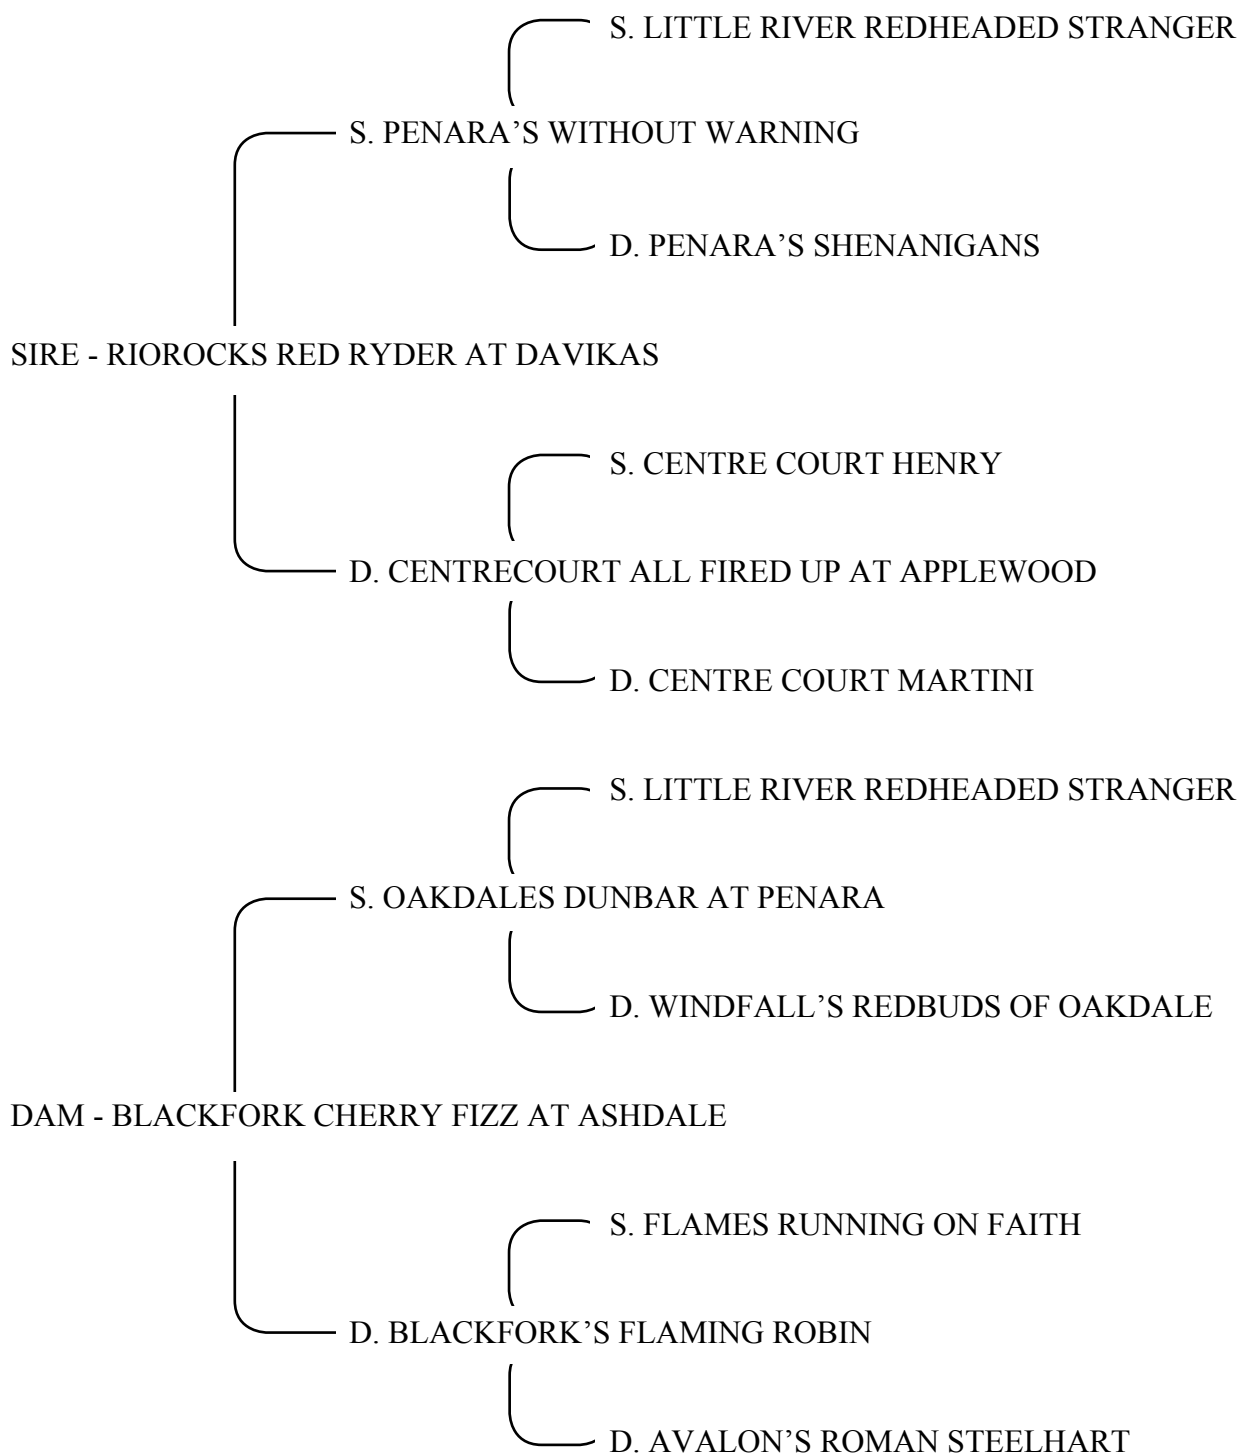 S. LITTLE RIVER REDHEADED STRANGER
S. PENARA’S WITHOUT WARNING
D. PENARA’S SHENANIGANS
SIRE - RIOROCKS RED RYDER AT DAVIKAS
S. CENTRE COURT HENRY
D. CENTRECOURT ALL FIRED UP AT APPLEWOOD
D. CENTRE COURT MARTINI
S. LITTLE RIVER REDHEADED STRANGER
S. OAKDALES DUNBAR AT PENARA
D. WINDFALL’S REDBUDS OF OAKDALE
DAM - BLACKFORK CHERRY FIZZ AT ASHDALE
S. FLAMES RUNNING ON FAITH
D. BLACKFORK’S FLAMING ROBIN
D. AVALON’S ROMAN STEELHART